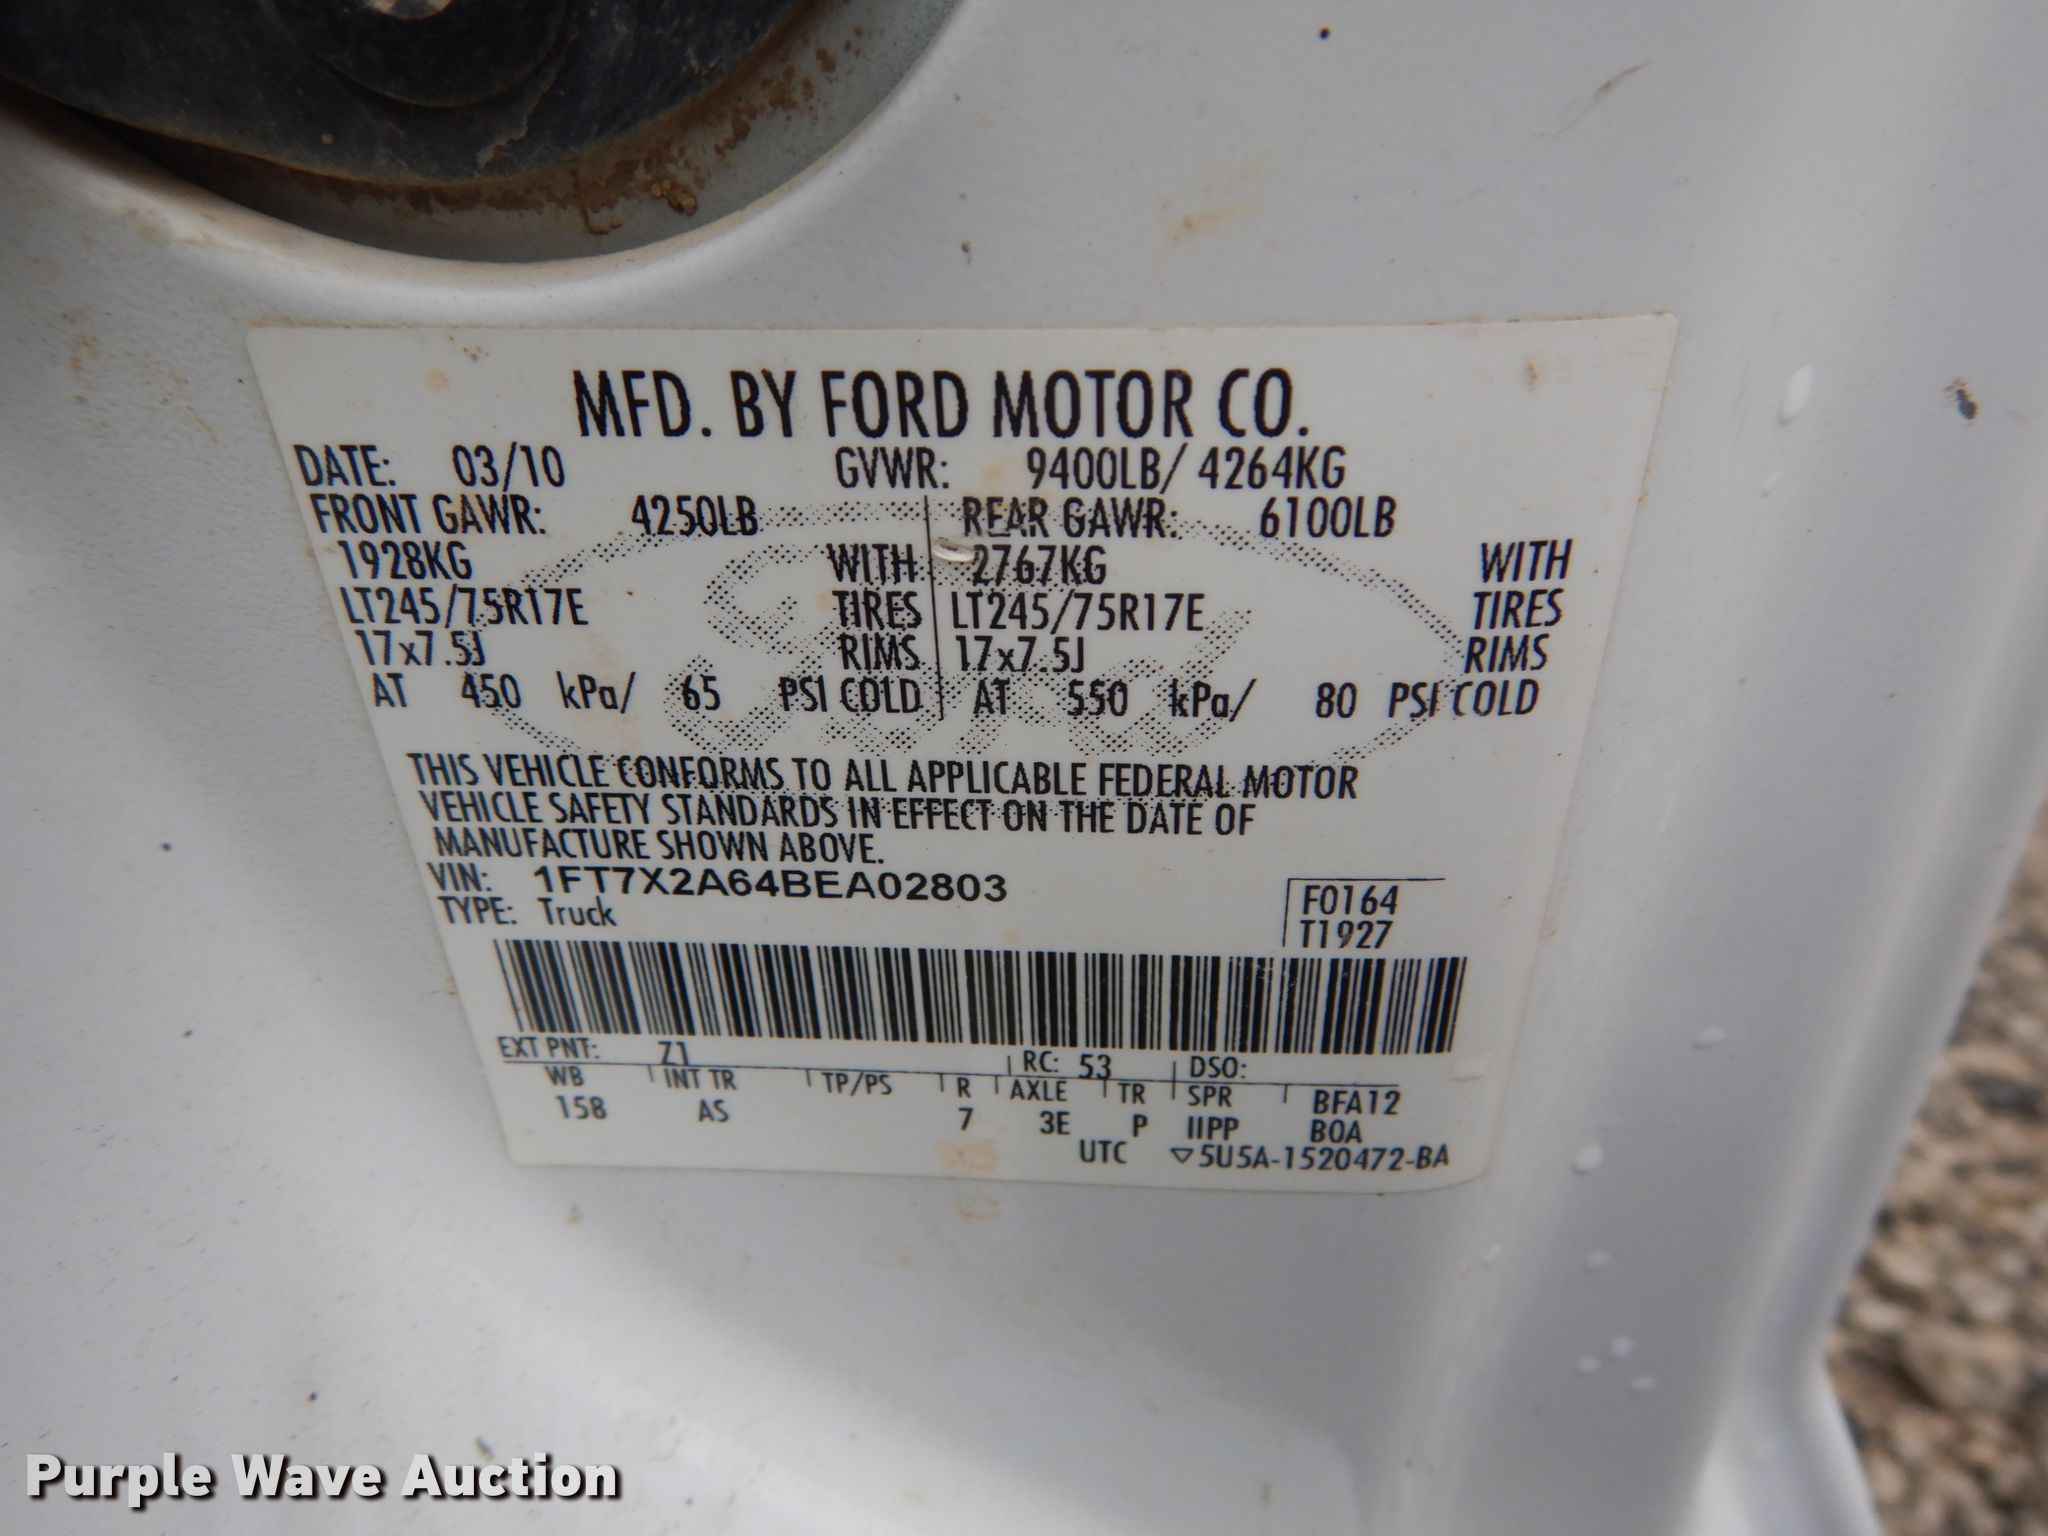 MFD. BY FORD MOTOR CO.
DATE: 03/10 GVWR: 9400LB/ 4264KG
FRONT GAWR: 4250LB REAR GAWR: 6100LB
1928KG WITH 2767KG WITH
LT245/75R17E TIRES LT245/75R17E TIRES
17x7.5J RIMS 17x7.5J RIMS
AT 450 kPa/ 65 PSI COLD AT 550 kPa/ 80 PSI COLD
THIS VEHICLE CONFORMS TO ALL APPLICABLE FEDERAL MOTOR
VEHICLE SAFETY STANDARDS IN EFFECT ON THE DATE OF
MANUFACTURE SHOWN ABOVE.
VIN: 1FT7X2A64BEA02803
TYPE: Truck
F0164
T1927
EXT PNT: Z1 RC: 53 DSO:
WB INT TR TP/PS R AXLE TR SPR BFA12
158 AS 7 3E P IIPP BOA
UTC ▽5U5A-1520472-BA
Purple Wave Auction